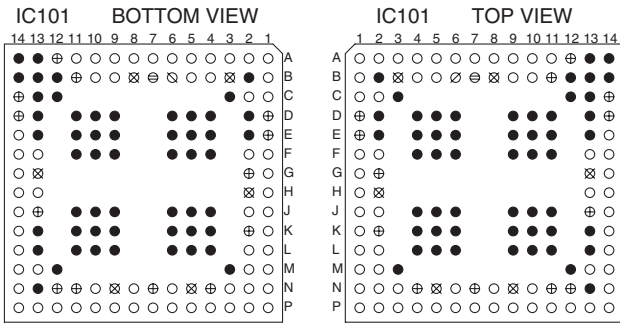 IC101 BOTTOM VIEW
14 13 12 11 10 9 8 7 6 5 4 3 2 1
A
B
C
D
E
F
G
H
J
K
L
M
N
P
IC101 TOP VIEW
1 2 3 4 5 6 7 8 9 10 11 12 13 14
A
B
C
D
E
F
G
H
J
K
L
M
N
P